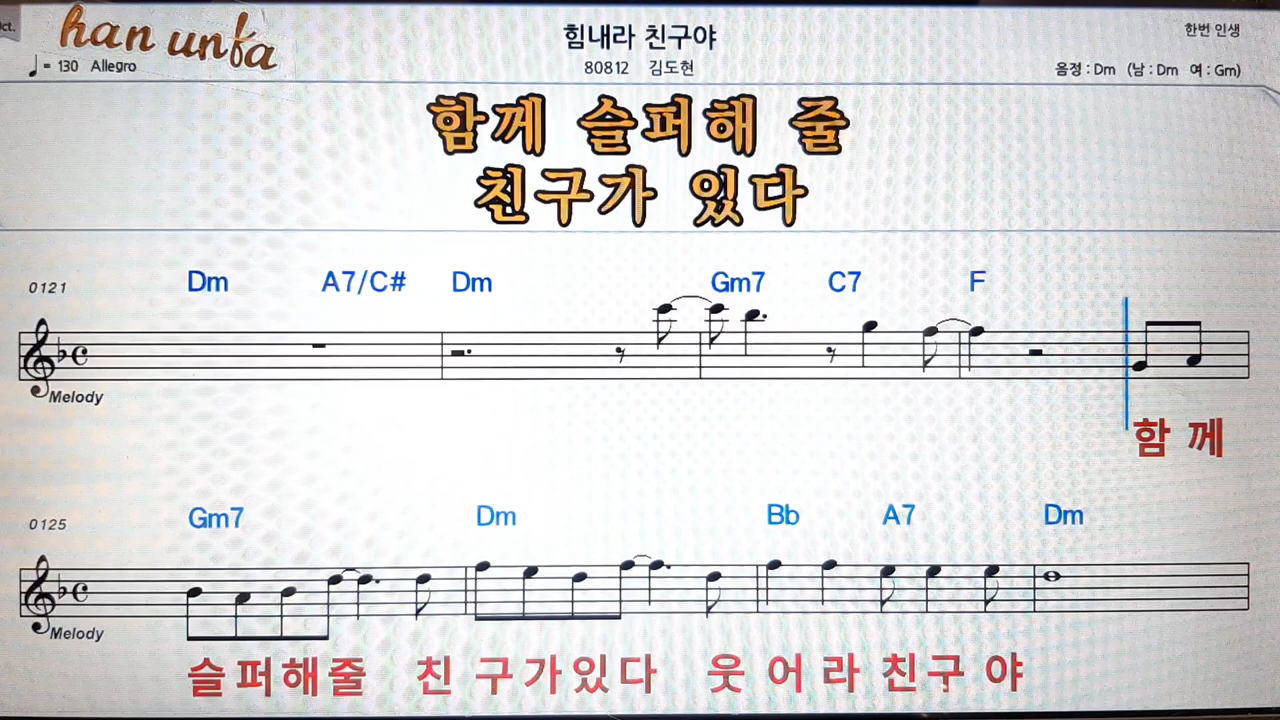 ct.
han unfa
힘내라 친구야
한번 인생
= 130 Allegro
80812 김도현
음정 : Dm (남 : Dm 여 : Gm)
함께 슬퍼해 줄
친구가 있다
0121 Dm A7/C# Dm Gm7 C7 F
Melody
함 께
0125 Gm7 Dm Bb A7 Dm
Melody
슬 퍼 해 줄 친 구 가 있 다 웃 어 라 친 구 야